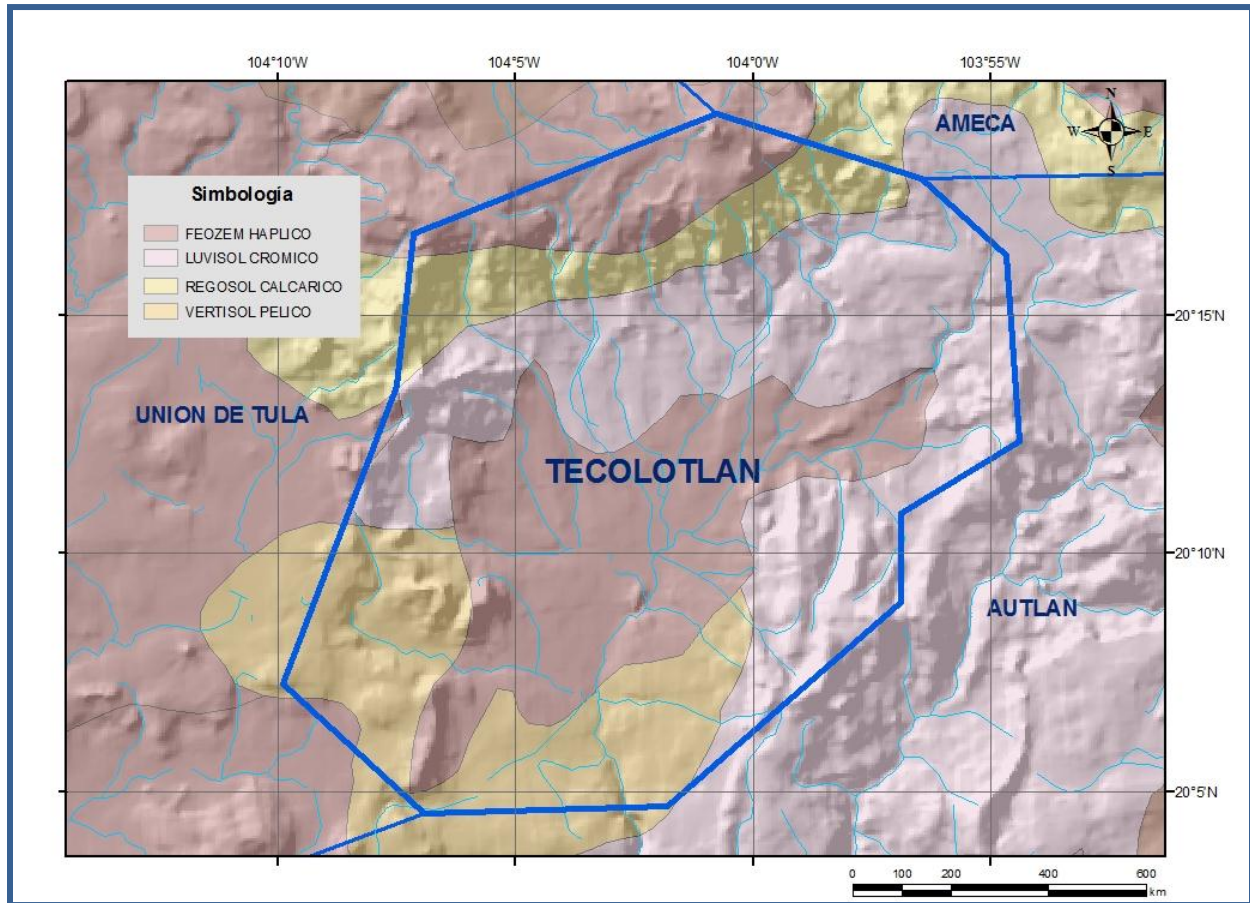 104°10'W 104°5'W 104°0'W 103°55'W
N
W E
S
AMECA
Simbología
FEOZEM HAPLICO
LUVISOL CROMICO
REGOSOL CALCARICO
VERTISOL PELICO
20°15'N
UNION DE TULA
TECOLOTLAN
20°10'N
AUTLAN
20°5'N
0 100 200 400 600
km